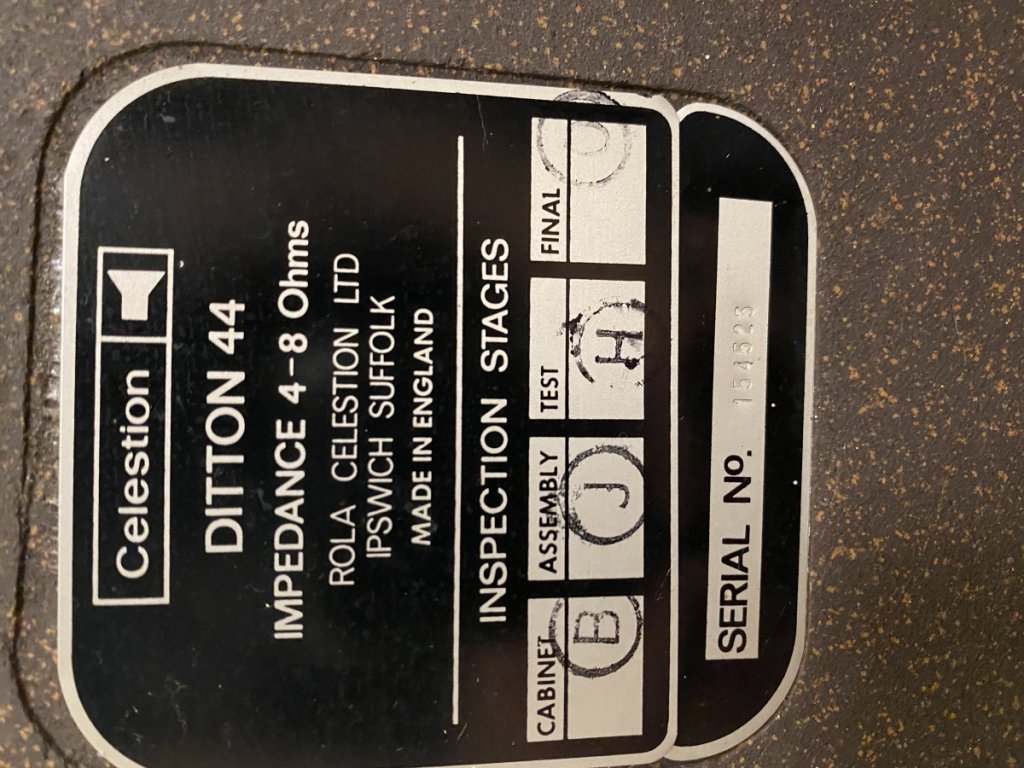 Celestion
DITTON 44
IMPEDANCE 4-8 Ohms
ROLA CELESTION LTD
IPSWICH SUFFOLK
MADE IN ENGLAND
INSPECTION STAGES
CABINET ASSEMBLY TEST FINAL
B J H
SERIAL No. 154523